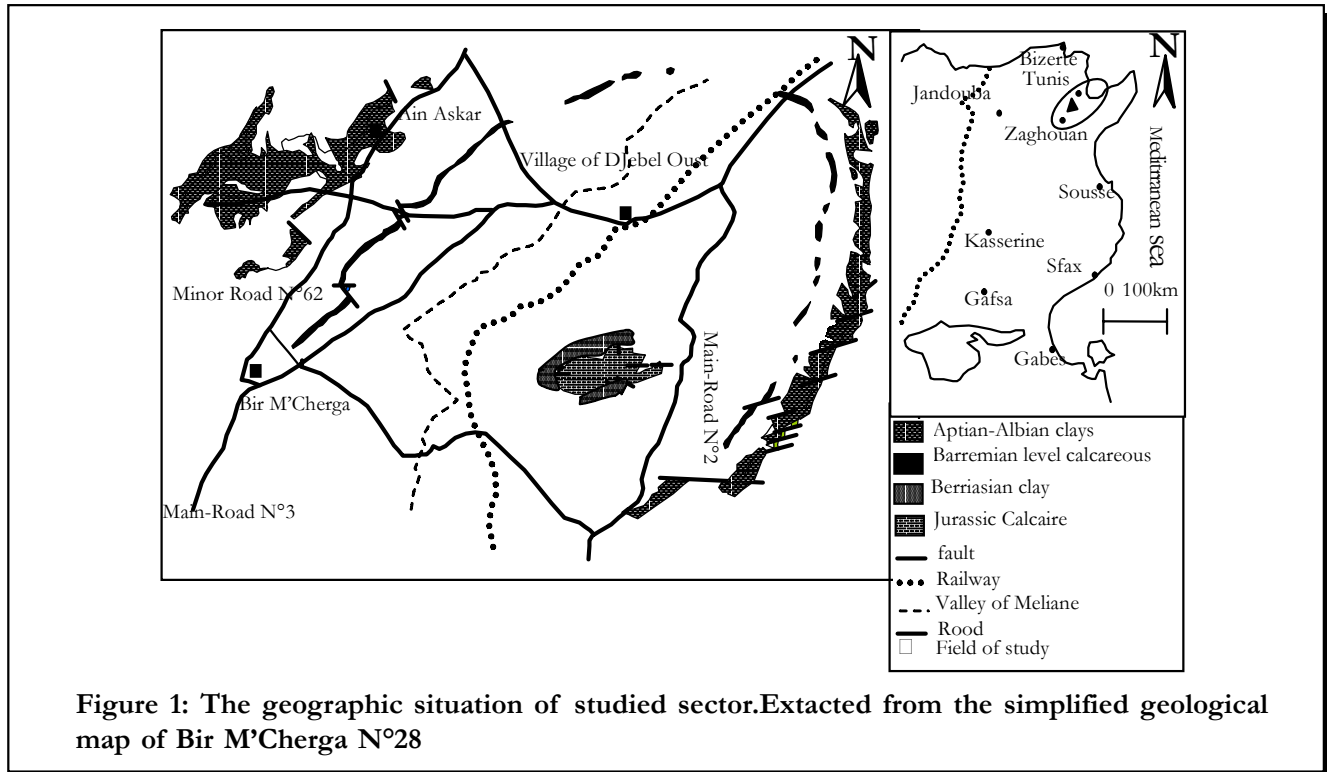 N
Ain Askar
Village of DJebel Oust
Minor Road N°62
Main-Road N°2
Bir M'Cherga
Main-Road N°3
N
Bizerte
Tunis
Jandouba
Zaghouan
Meditrranean sea
Sousse
Kasserine
Sfax
Gafsa
0 100km
Gabes
Aptian-Albian clays
Barremian level calcareous
Berriasian clay
Jurassic Calcaire
fault
Railway
Valley of Meliane
Rood
Field of study
Figure 1: The geographic situation of studied sector.Extacted from the simplified geological
map of Bir M'Cherga N°28